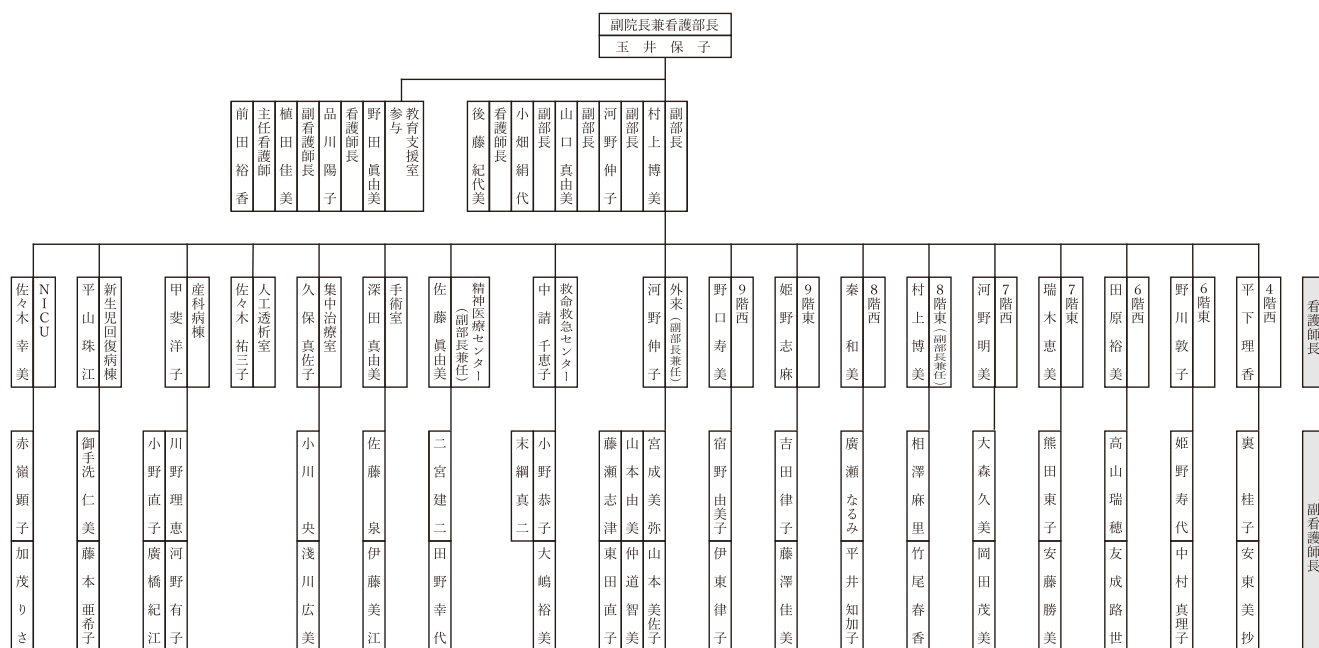 副院長兼看護部長
玉井保子
副部長
村上博美
副部長
河野伸子
副部長
山口真由美
副部長
小畑絹代
看護師長
後藤紀代美
教育支援室
参与
野田眞由美
看護師長
品川陽子
副看護師長
植田佳美
主任看護師
前田裕香
看護師長
4階西
平下理香
6階東
野川敦子
6階西
田原裕美
7階東
瑞木恵美
7階西
河野明美
8階東(副部長兼任)
村上博美
8階西
秦和美
9階東
姫野志麻
9階西
野口寿美
外来(副部長兼任)
河野伸子
救命救急センター
中請千恵子
精神医療センター
(副部長兼任)
佐藤眞由美
手術室
深田真由美
集中治療室
久保真佐子
人工透析室
佐々木祐三子
産科病棟
甲斐洋子
新生児回復病棟
平山珠江
NICU
佐々木幸美
副看護師長
裏桂子
安東美抄
姫野寿代
中村真理子
高山瑞穂
友成路世
熊田東子
安藤勝美
大森久美
岡田茂美
相澤麻里
竹尾春香
廣瀬なるみ
平井知加子
吉田律子
藤澤佳美
宿野由美子
伊東律子
宮成美弥
山本美佐子
山本由美
仲道智美
藤瀬志津
東田直子
小野恭子
大嶋裕美
末綱真二
二宮建二
田野幸代
佐藤泉
伊藤美江
小川央
淺川広美
川野理恵
河野有子
小野直子
廣橋紀江
御手洗仁美
藤本亜希子
赤嶺顕子
加茂りさ